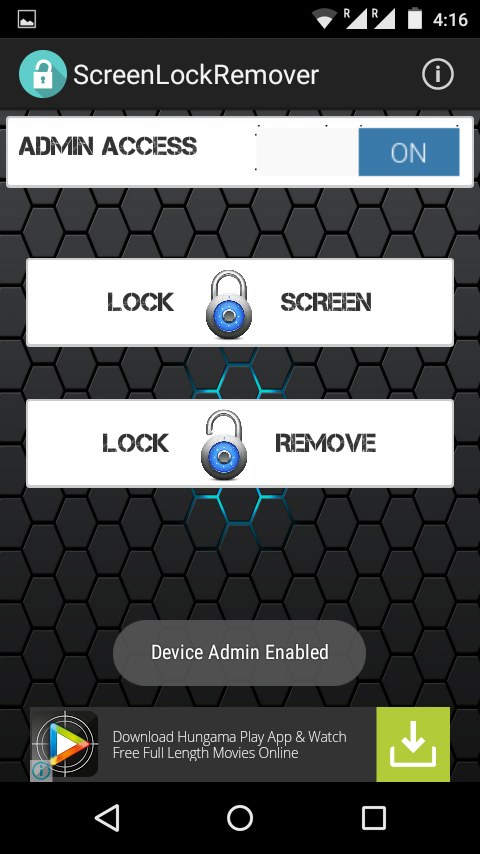 R R 4:16
ScreenLockRemover
ADMIN ACCESS
ON
LOCK SCREEN
LOCK REMOVE
Device Admin Enabled
Download Hungama Play App & Watch
Free Full Length Movies Online